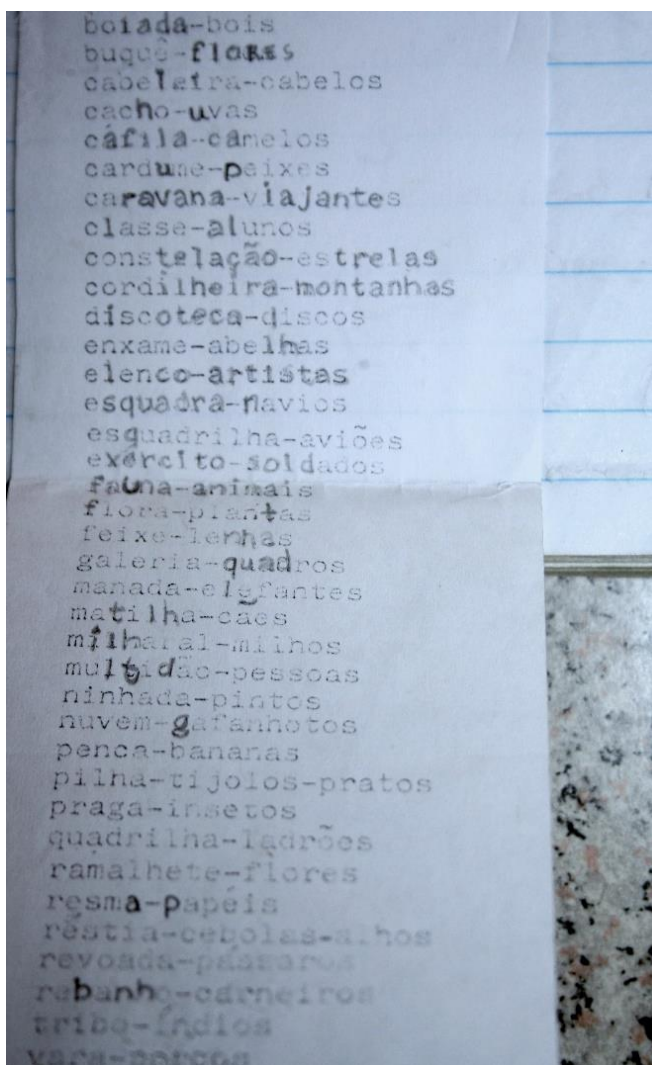 boiada-bois
buquê-flores
cabeleira-cabelos
cacho-uvas
cáfila-camelos
cardume-peixes
caravana-viajantes
classe-alunos
constelação-estrelas
cordilheira-montanhas
discoteca-discos
enxame-abelhas
elenco-artistas
esquadra-navios
esquadrilha-aviões
exército-soldados
fauna-animais
flora-plantas
feixe-lenhas
galeria-quadros
manada-elefantes
matilha-cães
milharal-milhos
multidão-pessoas
ninhada-pintos
nuvem-gafanhotos
penca-bananas
pilha-tijolos-pratos
praga-insetos
quadrilha-ladrões
ramalhete-flores
resma-papéis
réstia-cebolas-alhos
revoada-pássaros
rebanho-carneiros
tribo-índios
vara-porcos